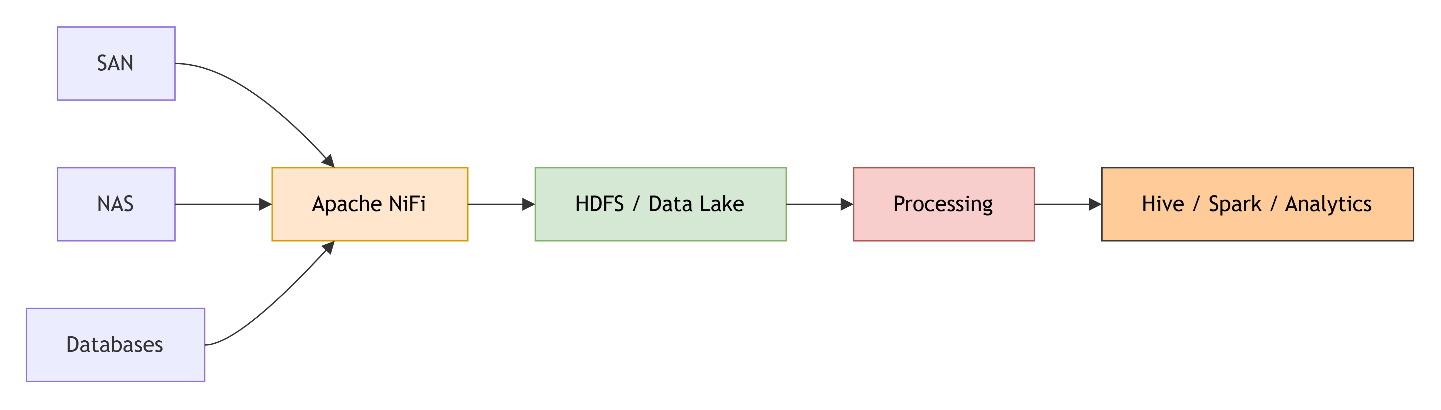 SAN
NAS
Apache NiFi
HDFS / Data Lake
Processing
Hive / Spark / Analytics
Databases